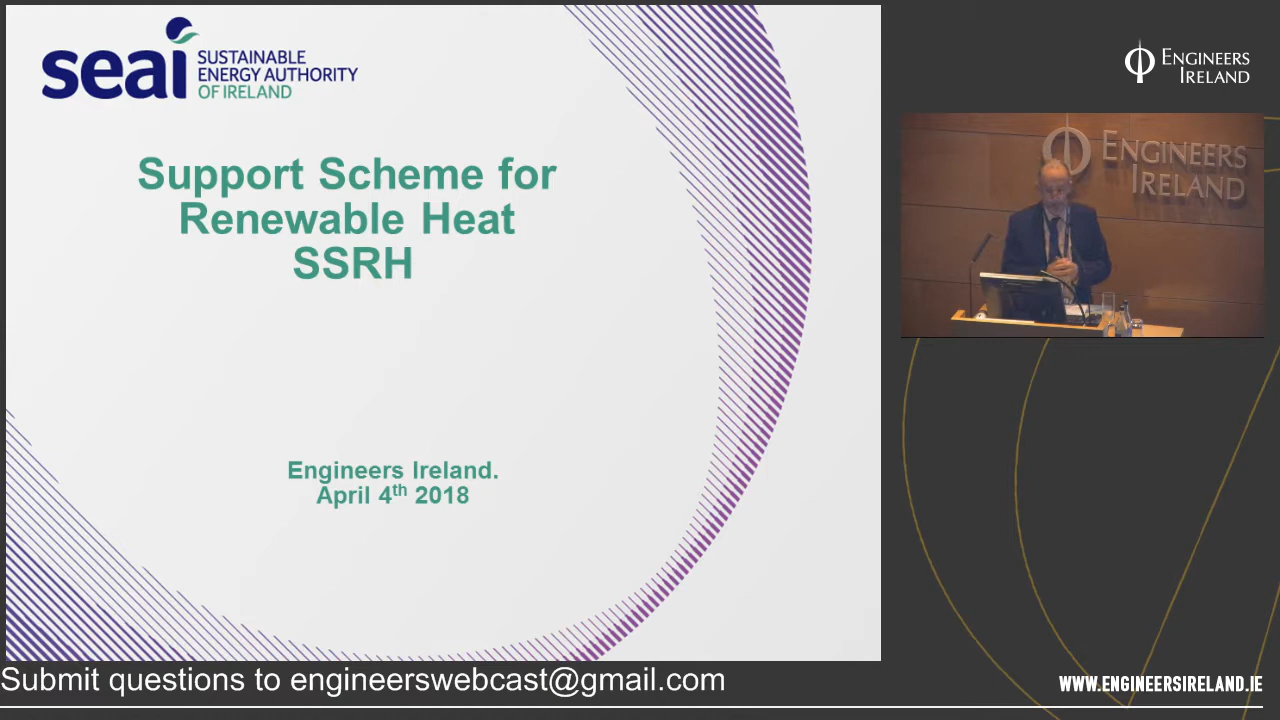 seai SUSTAINABLE
ENERGY AUTHORITY
OF IRELAND
Support Scheme for
Renewable Heat
SSRH
Engineers Ireland.
April 4th 2018
ENGINEERS
IRELAND
ENGINEERS
IRELAND
Submit questions to engineerswebcast@gmail.com
WWW.ENGINEERSIRELAND.IE